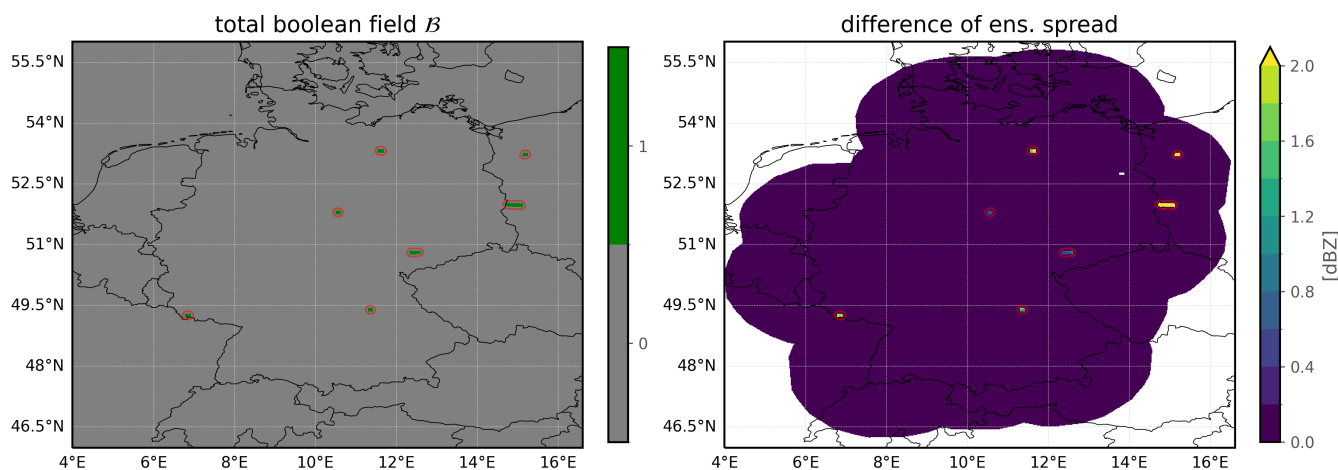 total boolean field ℬ
55.5°N
54°N
52.5°N
51°N
49.5°N
48°N
46.5°N
4°E 6°E 8°E 10°E 12°E 14°E 16°E
1
0
difference of ens. spread
55.5°N
54°N
52.5°N
51°N
49.5°N
48°N
46.5°N
4°E 6°E 8°E 10°E 12°E 14°E 16°E
2.0
1.6
1.2
0.8
0.4
0.0
[dBZ]